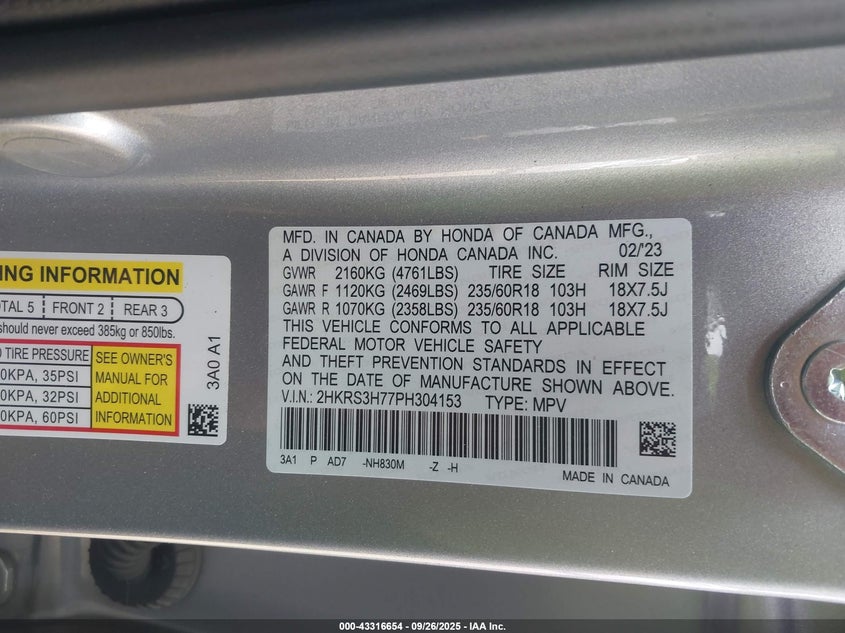 NG INFORMATION
OTAL 5 FRONT 2 REAR 3
should never exceed 385kg or 850lbs.
D TIRE PRESSURE
0KPA, 35PSI
0KPA, 32PSI
0KPA, 60PSI
SEE OWNER'S
MANUAL FOR
ADDITIONAL
INFORMATION
3A0 A1
MFD. IN CANADA BY HONDA OF CANADA MFG.,
A DIVISION OF HONDA CANADA INC. 02/'23
GVWR 2160KG (4761LBS) TIRE SIZE RIM SIZE
GAWR F 1120KG (2469LBS) 235/60R18 103H 18X7.5J
GAWR R 1070KG (2358LBS) 235/60R18 103H 18X7.5J
THIS VEHICLE CONFORMS TO ALL APPLICABLE
FEDERAL MOTOR VEHICLE SAFETY
AND THEFT PREVENTION STANDARDS IN EFFECT
ON THE DATE OF MANUFACTURE SHOWN ABOVE.
V.I.N.: 2HKRS3H77PH304153 TYPE: MPV
3A1 P AD7 -NH830M -Z -H
MADE IN CANADA
000-43316654 - 09/26/2025 - IAA Inc.